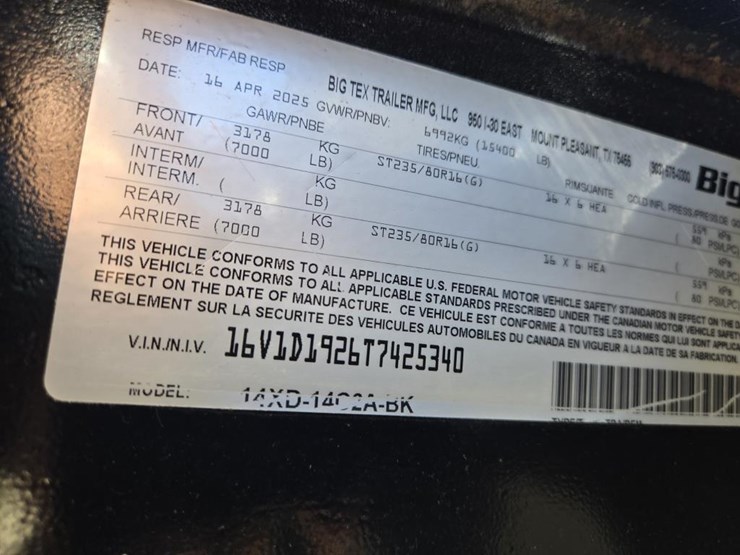 RESP MFR/FAB RESP BIG TEX TRAILER MFG, LLC 950 I-30 EAST MOUNT PLEASANT, TX 75455 Big
DATE: 16 APR 2025 GVWR/PNBV: 6992KG (15400 LB)
GAWR/PNBE TIRES/PNEU RIMS/JANTE
FRONT/ 3178 KG ST235/80R16(G) 16 X 6 HEA
AVANT (7000 LB)
INTERM/ KG
INTERM. ( LB)
REAR/ 3178 KG ST235/80R16(G) 16 X 6 HEA
ARRIERE (7000 LB)
THIS VEHICLE CONFORMS TO ALL APPLICABLE U.S. FEDERAL MOTOR VEHICLE SAFETY STANDARDS IN EFFECT ON THE
THIS VEHICLE CONFORMS TO ALL APPLICABLE STANDARDS PRESCRIBED UNDER THE CANADIAN MOTOR VEHICLE SAFETY
EFFECT ON THE DATE OF MANUFACTURE. CE VEHICULE EST CONFORME A TOUTES LES NORMES QUI LUI SONT
REGLEMENT SUR LA SECURITE DES VEHICULES AUTOMOBILES DU CANADA EN VIGUEUR A LA DATE DE SA FABRICATION.
V.I.N./N.I.V. 16V1D1926T7425340
MODEL: